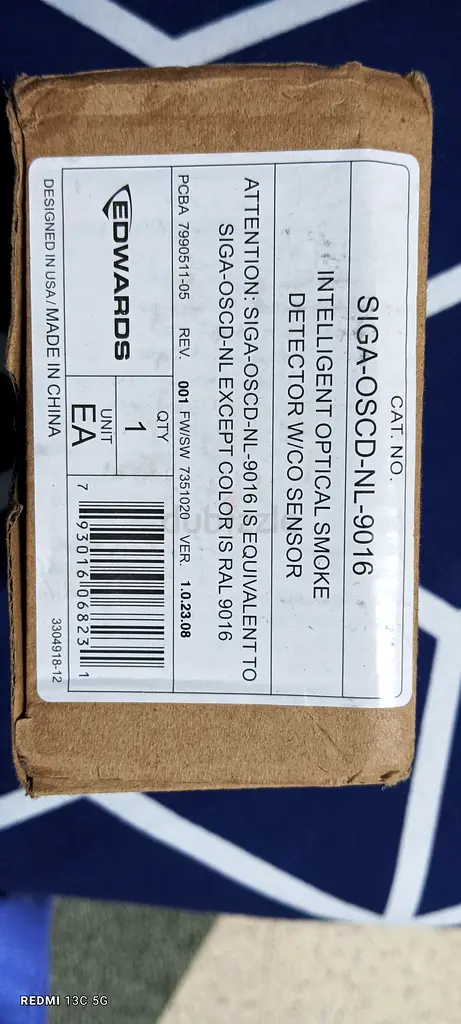 CAT. NO.
SIGA-OSCD-NL-9016
INTELLIGENT OPTICAL SMOKE
DETECTOR W/CO SENSOR
ATTENTION: SIGA-OSCD-NL-9016 IS EQUIVALENT TO
SIGA-OSCD-NL EXCEPT COLOR IS RAL 9016
PCBA 7990511-05 REV. 001 FW/SW 7351020 VER. 1.0.23.08
EDWARDS
QTY
1
UNIT
EA
7 93016 06823 1
DESIGNED IN USA / MADE IN CHINA
3304918-12
dubizzle
REDMI 13C 5G